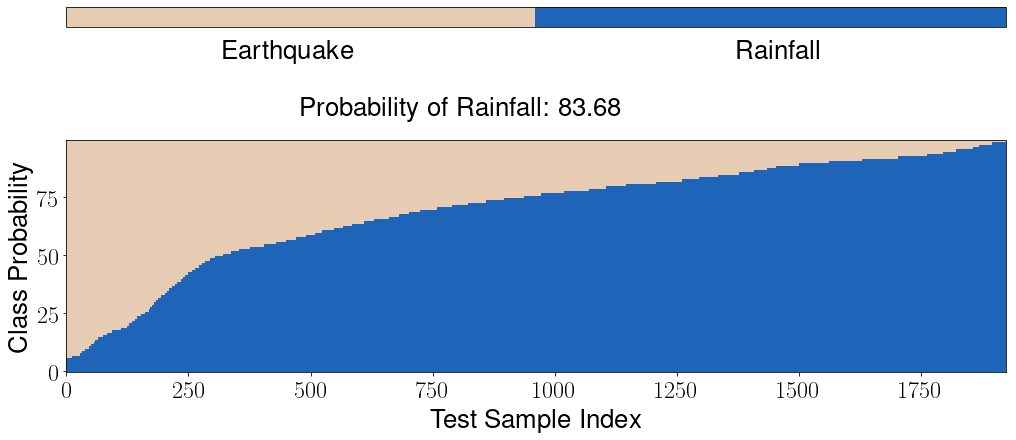 Earthquake Rainfall
Probability of Rainfall: 83.68
Class Probability
75
50
25
0
0 250 500 750 1000 1250 1500 1750
Test Sample Index